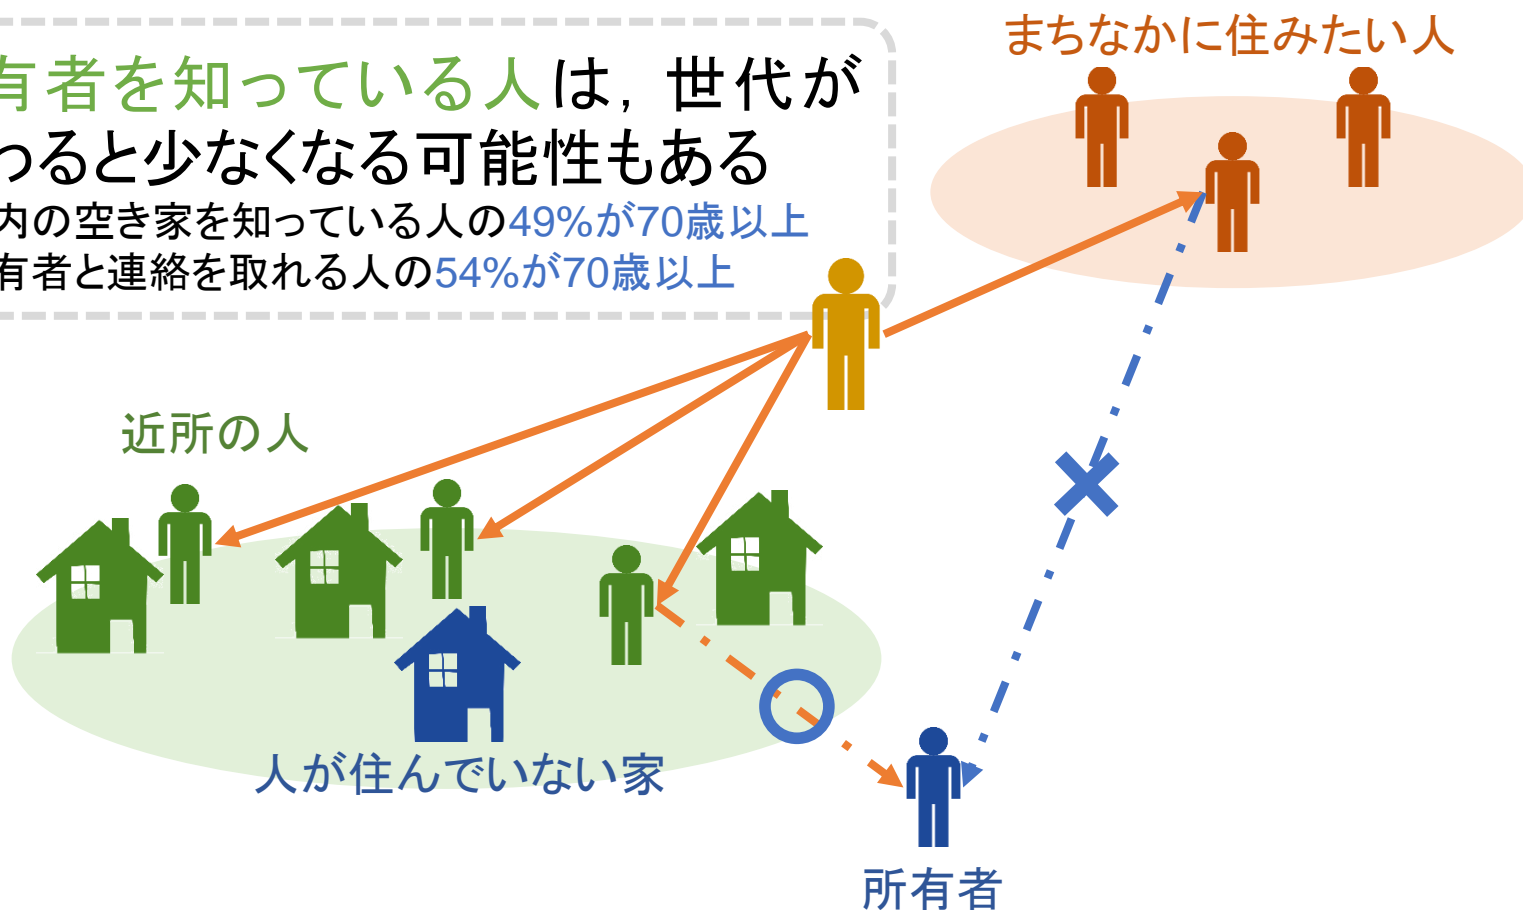 まちなかに住みたい人
有者を知っている人は，世代が
わると少なくなる可能性もある
内の空き家を知っている人の49%が70歳以上
有者と連絡を取れる人の54%が70歳以上
近所の人
人が住んでいない家
所有者